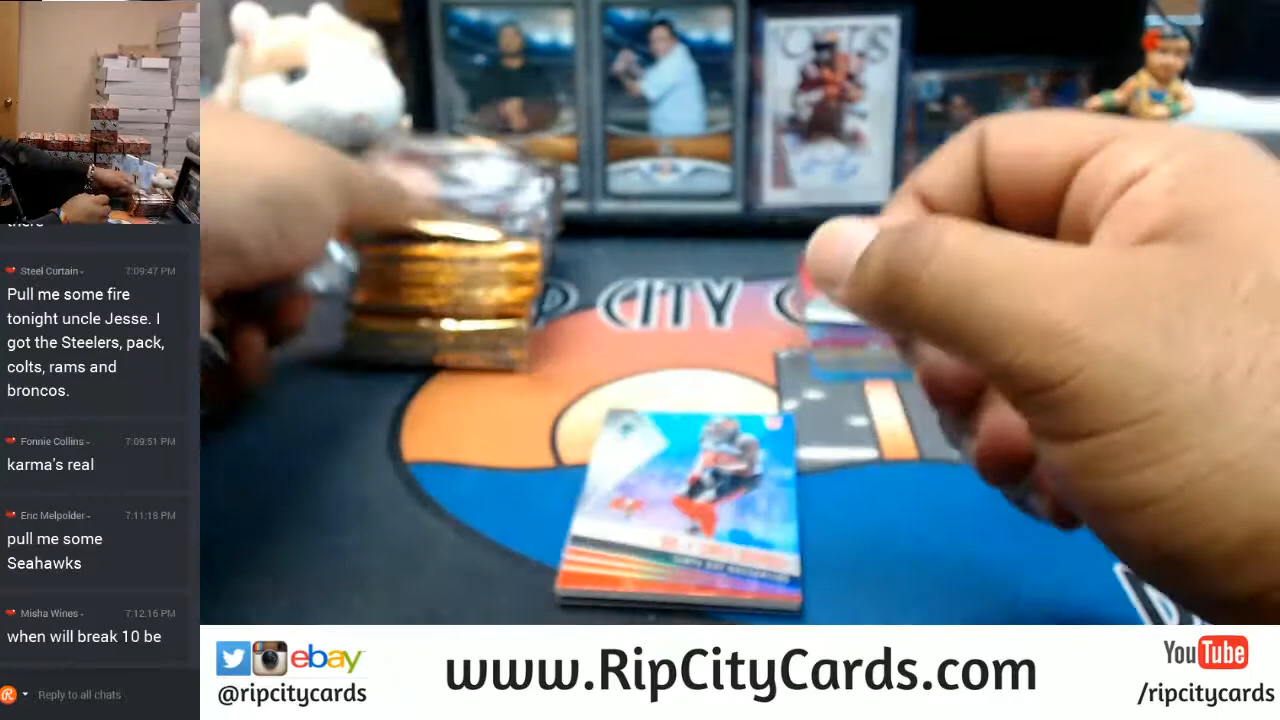 there
Steel Curtain - 7:09:47 PM
Pull me some fire
tonight uncle Jesse. I
got the Steelers, pack,
colts, rams and
broncos.
Fonnie Collins - 7:09:51 PM
karma's real
Eric Melpolder - 7:11:18 PM
pull me some
Seahawks
Misha Wines - 7:12:16 PM
when will break 10 be
Reply to all chats
CITY
ebay
@ripcitycards
www.RipCityCards.com
YouTube
/ripcitycards